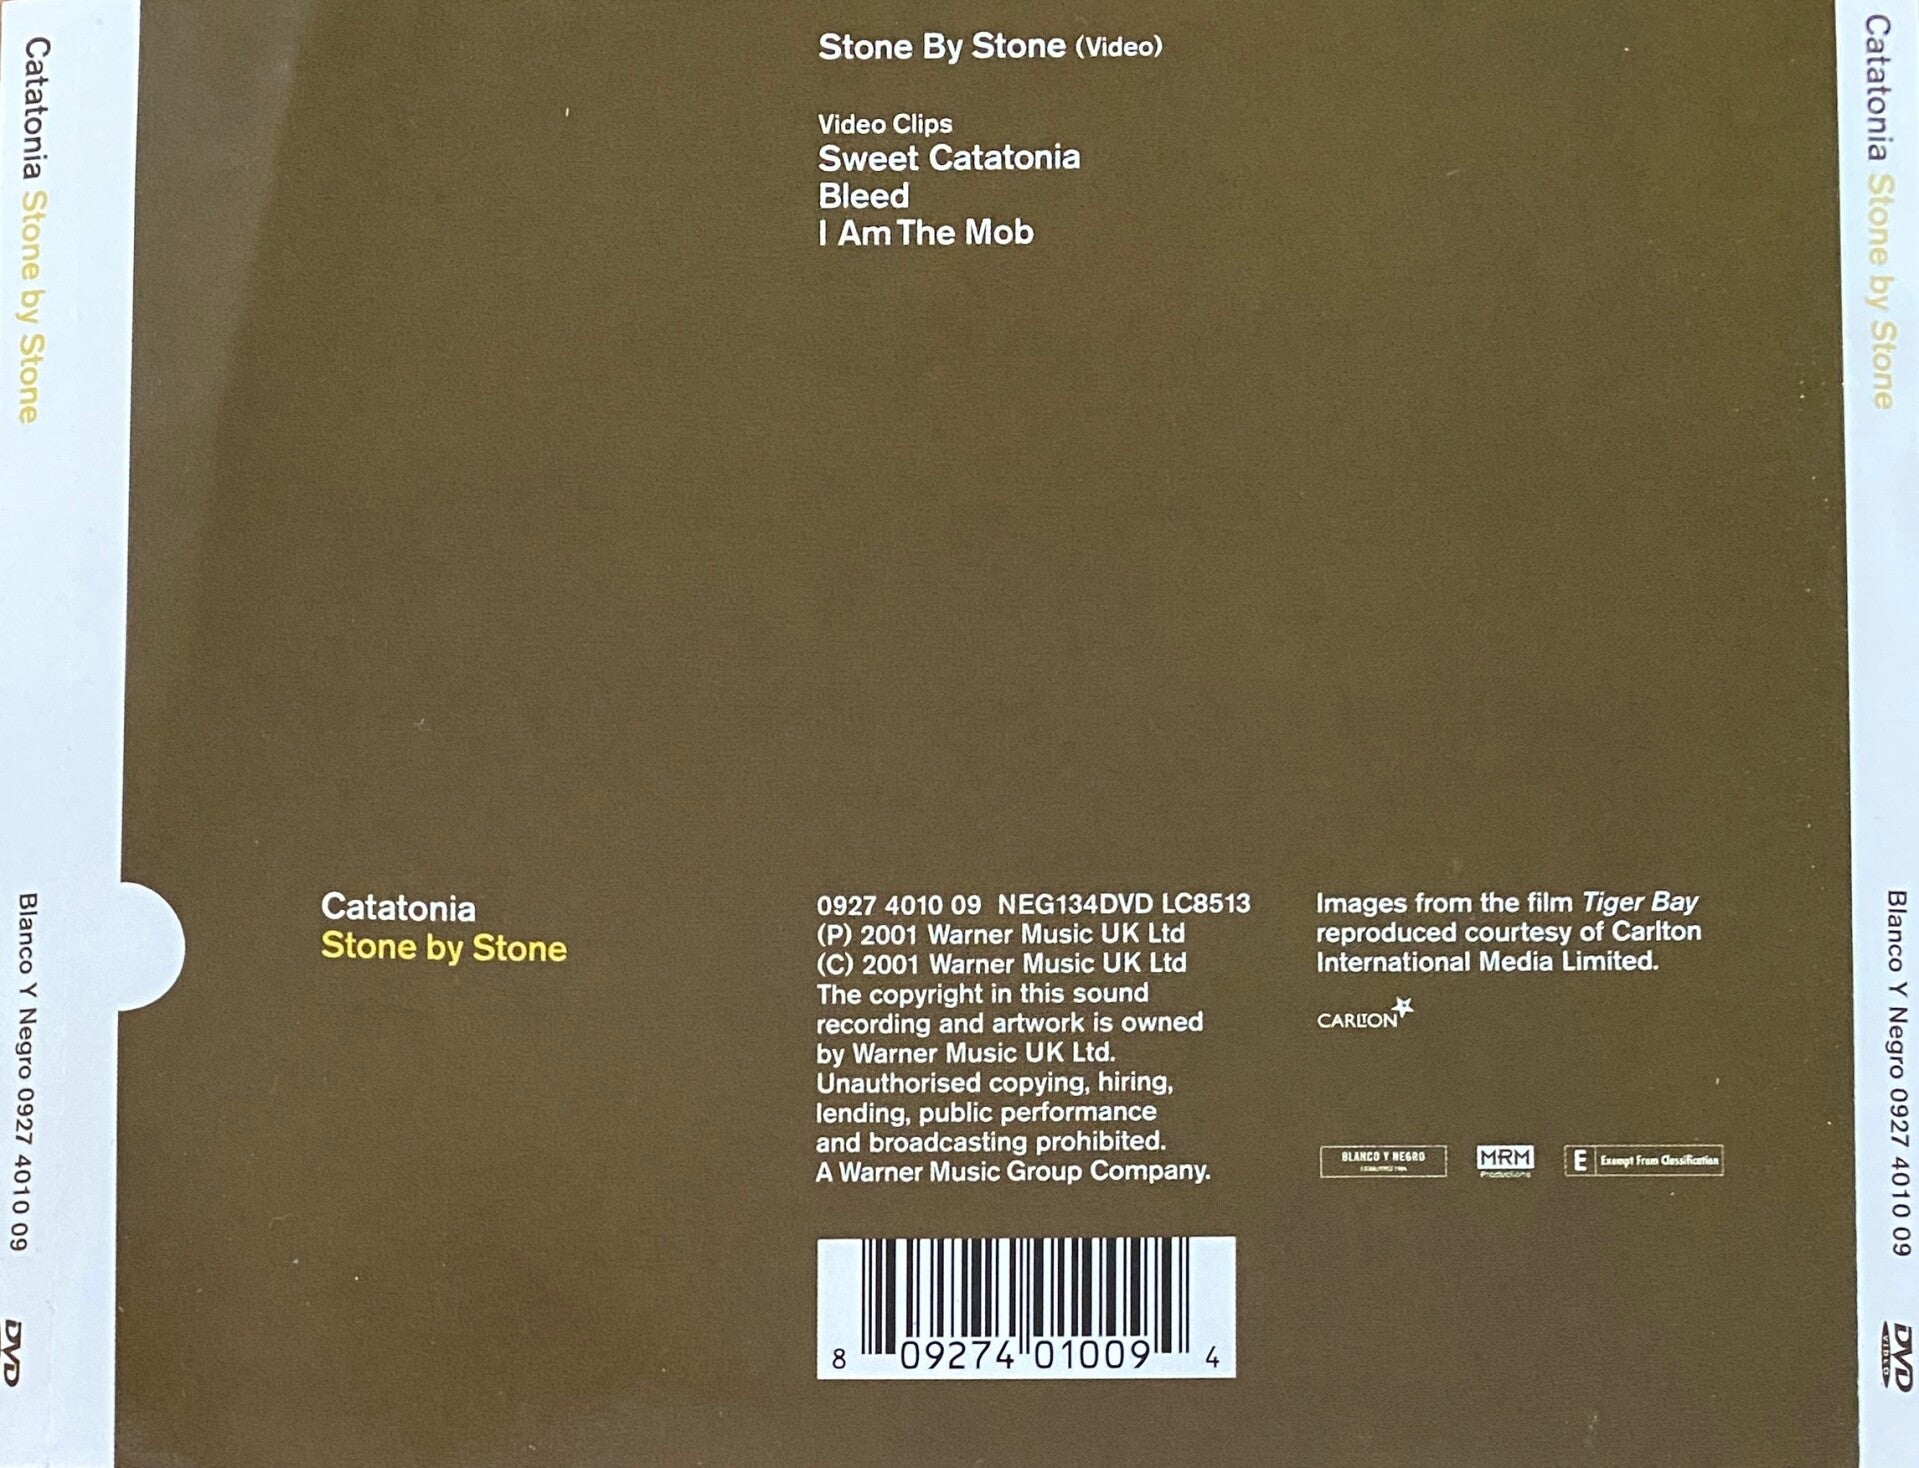 Catatonia Stone by Stone
Blanco Y Negro 0927 4010 09
DVD
Stone By Stone (Video)
Video Clips
Sweet Catatonia
Bleed
I Am The Mob
Catatonia
Stone by Stone
0927 4010 09 NEG134DVD LC8513
(P) 2001 Warner Music UK Ltd
(C) 2001 Warner Music UK Ltd
The copyright in this sound
recording and artwork is owned
by Warner Music UK Ltd.
Unauthorised copying, hiring,
lending, public performance
and broadcasting prohibited.
A Warner Music Group Company.
8 09274 01009 4
Images from the film Tiger Bay
reproduced courtesy of Carlton
International Media Limited.
CARLTON
BLANCO Y NEGRO
MRM
Productions
E Exempt From Classification
Catatonia Stone by Stone
Blanco Y Negro 0927 4010 09
DVD
VIDEO